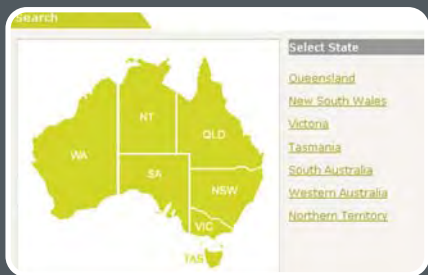 Search
Select State
Queensland
New South Wales
Victoria
Tasmania
South Australia
Western Australia
Northern Territory
NT
QLD
WA
SA
NSW
VIC
TAS